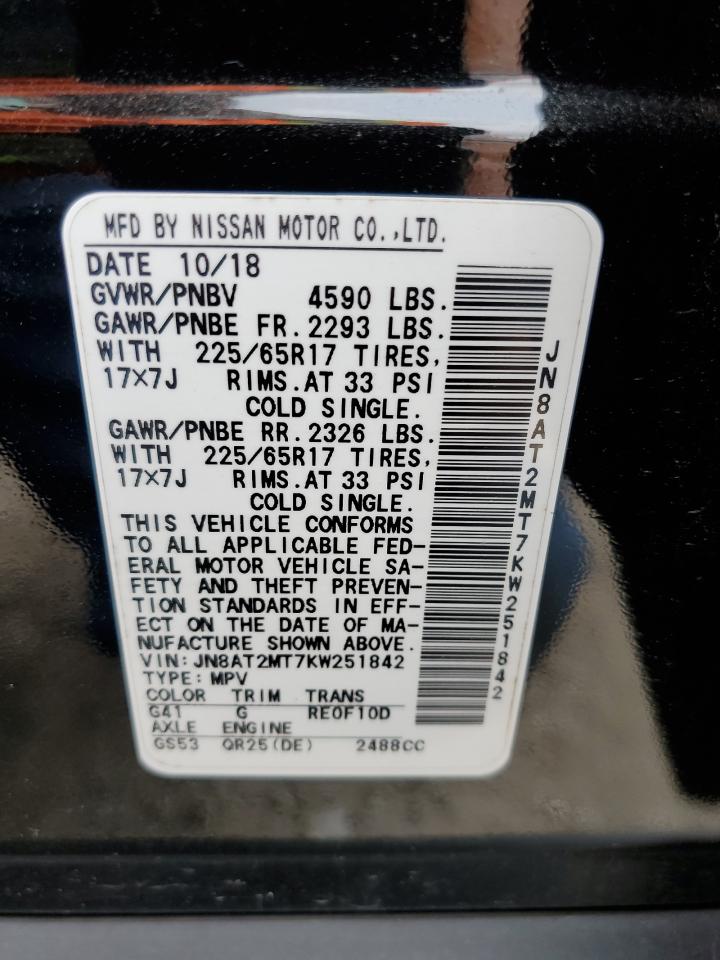 MFD BY NISSAN MOTOR CO.,LTD.
DATE 10/18
GVWR/PNBV 4590 LBS.
GAWR/PNBE FR. 2293 LBS.
WITH 225/65R17 TIRES,
17×7J RIMS.AT 33 PSI
COLD SINGLE.
GAWR/PNBE RR. 2326 LBS.
WITH 225/65R17 TIRES,
17×7J RIMS.AT 33 PSI
COLD SINGLE.
THIS VEHICLE CONFORMS
TO ALL APPLICABLE FED-
ERAL MOTOR VEHICLE SA-
FETY AND THEFT PREVEN-
TION STANDARDS IN EFF-
ECT ON THE DATE OF MA-
NUFACTURE SHOWN ABOVE.
VIN:JN8AT2MT7KW251842
TYPE: MPV
COLOR TRIM TRANS
G41 G RE0F10D
AXLE ENGINE
GS53 QR25(DE) 2488CC
JN8AT2MT7KW251842